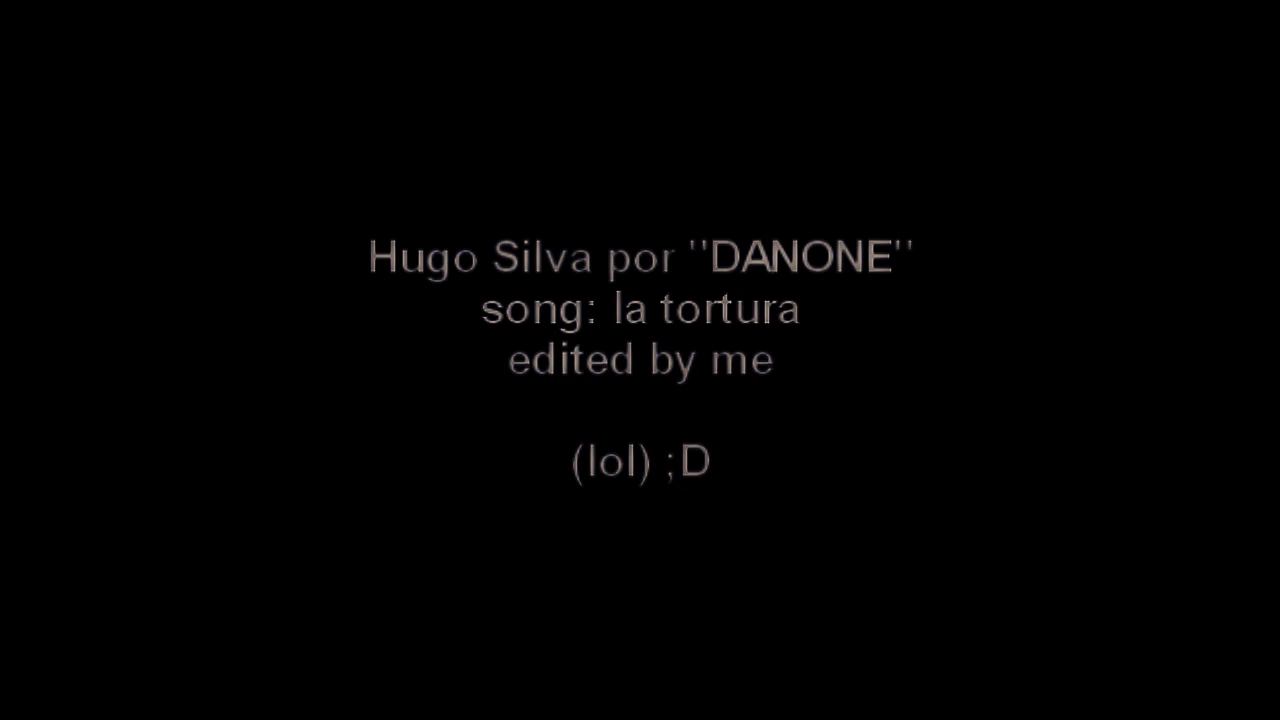 Hugo Silva por ''DANONE''
song: la tortura
edited by me
(lol) ;D